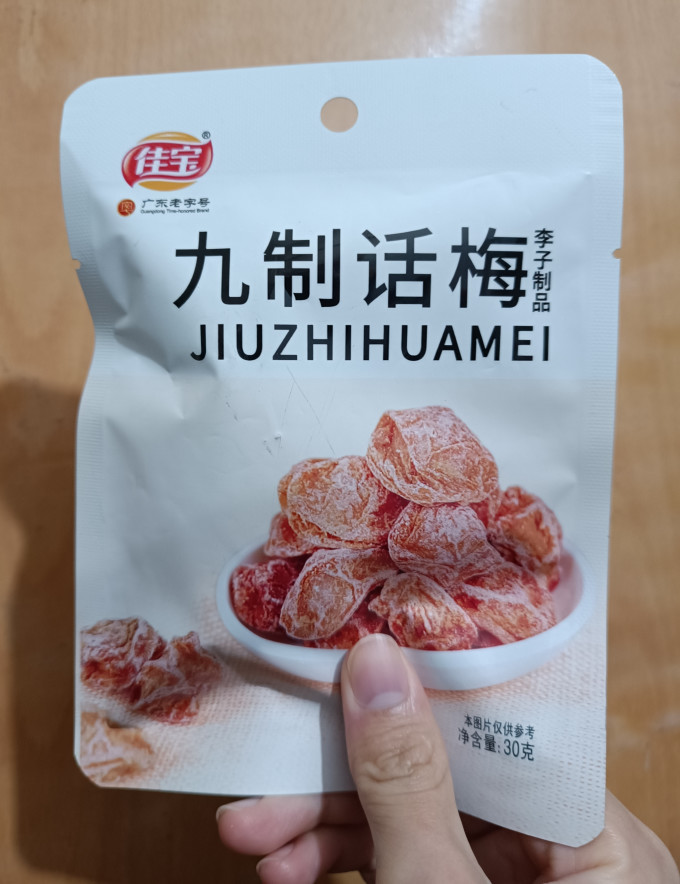 佳宝®
广东老字号
Guangdong Time-honored Brand
九制话梅
李子制品
JIUZHIHUAMEI
本图片仅供参考
净含量: 30克